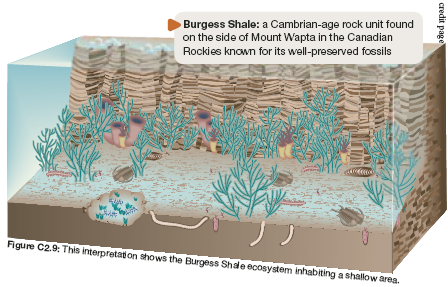 Burgess Shale: a Cambrian-age rock unit found
on the side of Mount Wapta in the Canadian
Rockies known for its well-preserved fossils
credit page
Figure C2.9: This interpretation shows the Burgess Shale ecosystem inhabiting a shallow area.